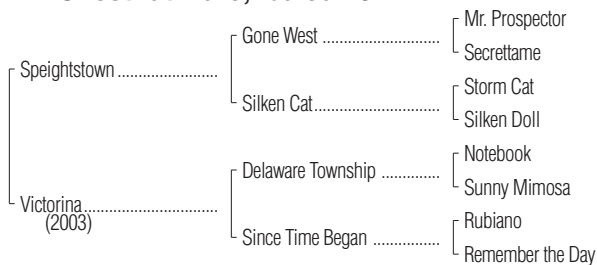 Mr. Prospector
Gone West ..............................
Secrettame
Speightstown ........................
Storm Cat
Silken Cat................................
Silken Doll
Notebook
Delaware Township ...............
Sunny Mimosa
Victorina.................................
(2003)
Rubiano
Since Time Began .................
Remember the Day